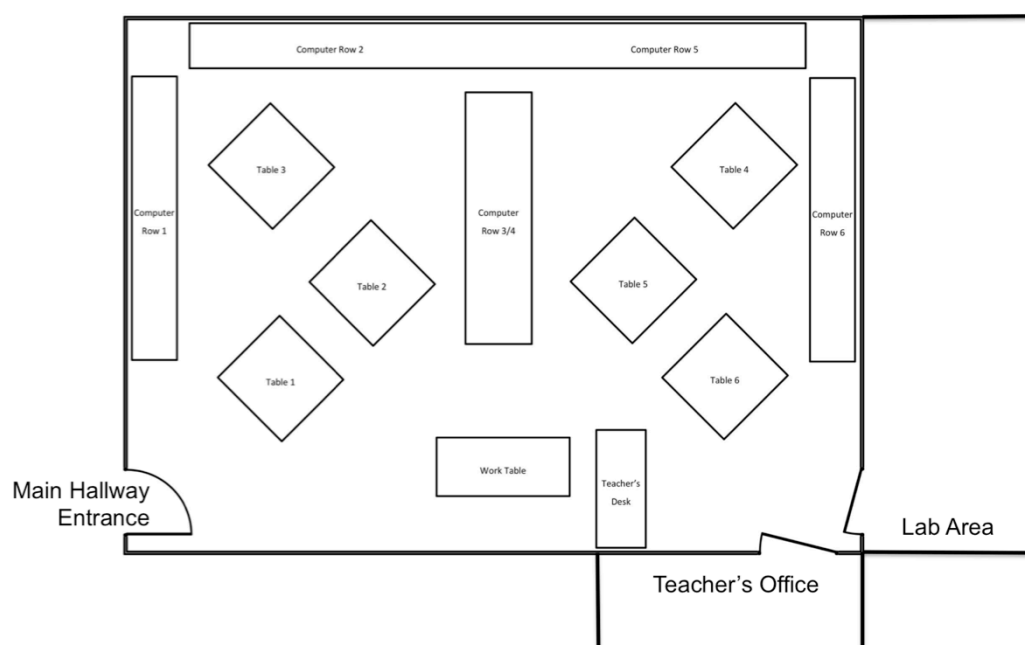 Computer Row 2
Computer Row 5
Table 3
Table 4
Computer
Row 1
Computer
Row 3/4
Computer
Row 6
Table 2
Table 5
Table 1
Table 6
Work Table
Teacher's
Desk
Main Hallway
Entrance
Lab Area
Teacher's Office